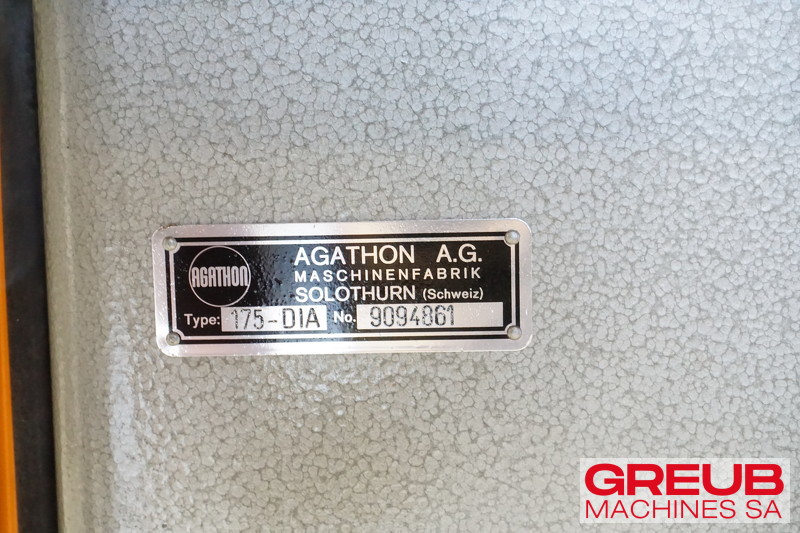 AGATHON
AGATHON A.G.
MASCHINENFABRIK
SOLOTHURN (Schweiz)
Type: 175-DIA No. 9094861
GREUB
MACHINES SA